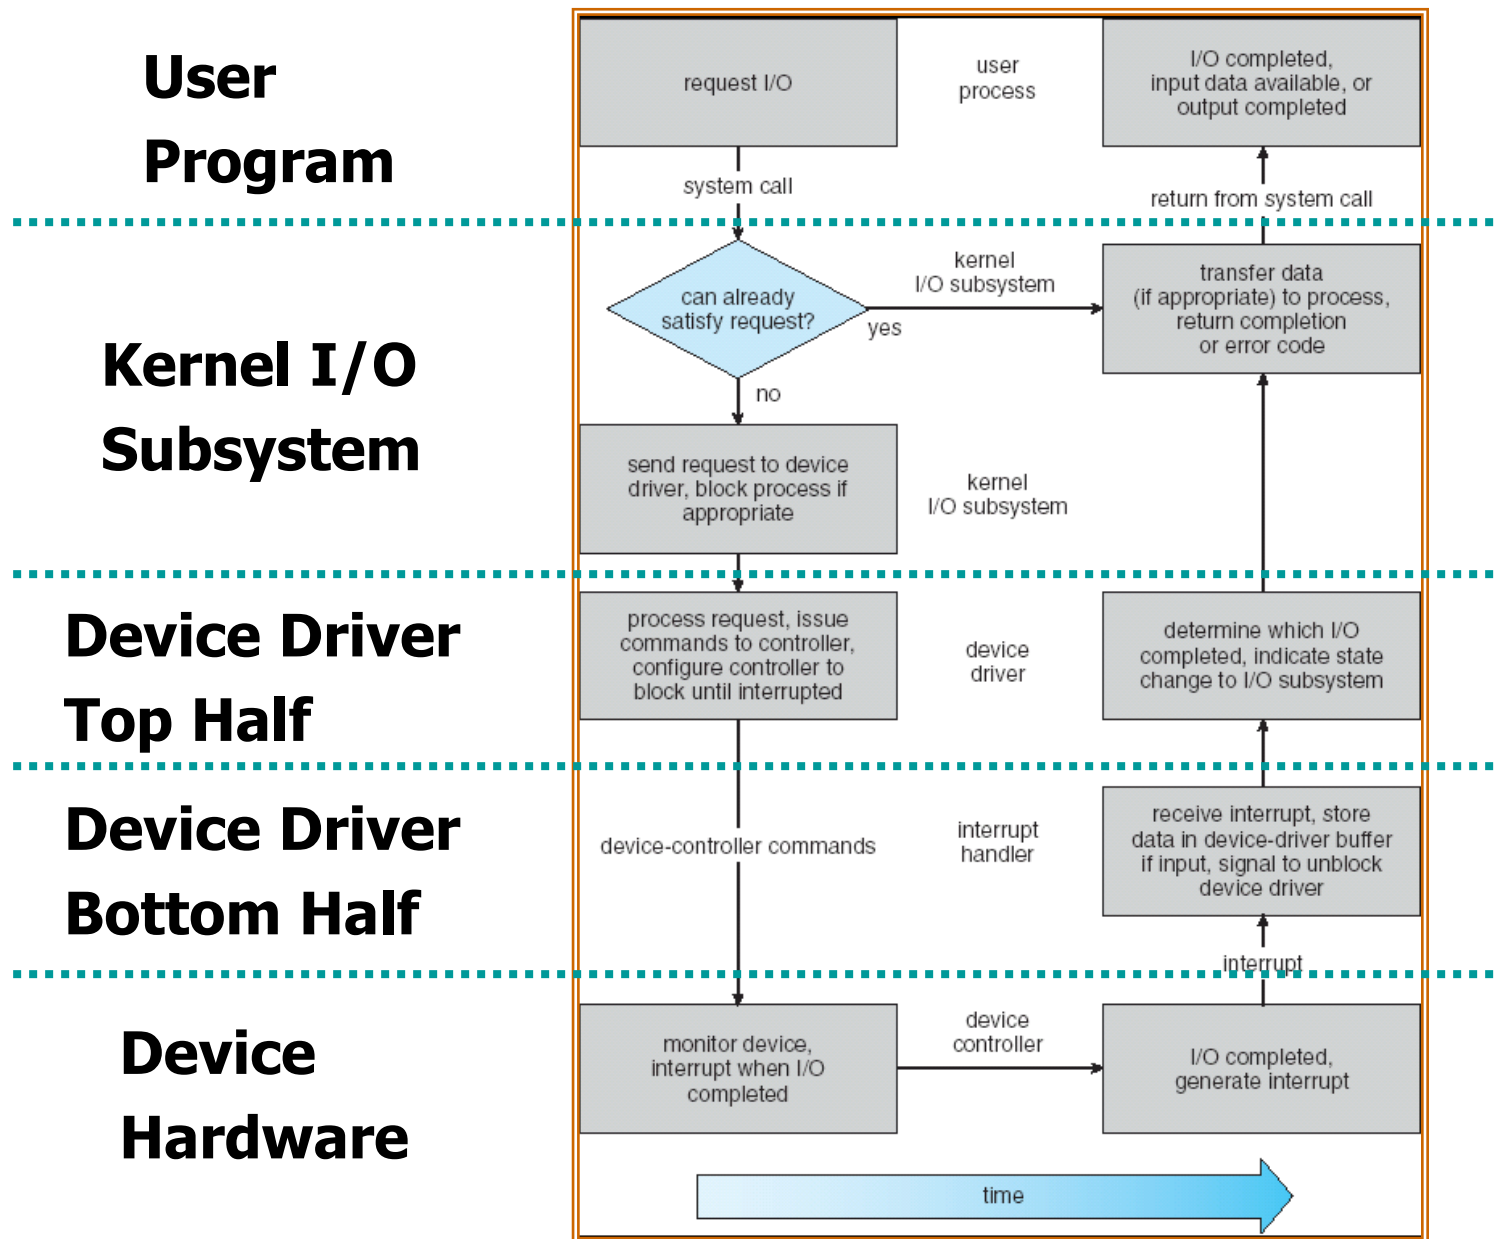 User
Program
request I/O
user
process
I/O completed,
input data available, or
output completed
system call
return from system call
Kernel I/O
Subsystem
can already
satisfy request?
yes
no
kernel
I/O subsystem
transfer data
(if appropriate) to process,
return completion
or error code
send request to device
driver, block process if
appropriate
kernel
I/O subsystem
Device Driver
Top Half
process request, issue
commands to controller,
configure controller to
block until interrupted
device
driver
determine which I/O
completed, indicate state
change to I/O subsystem
Device Driver
Bottom Half
device-controller commands
interrupt
handler
receive interrupt, store
data in device-driver buffer
if input, signal to unblock
device driver
interrupt
Device
Hardware
monitor device,
interrupt when I/O
completed
device
controller
I/O completed,
generate interrupt
time